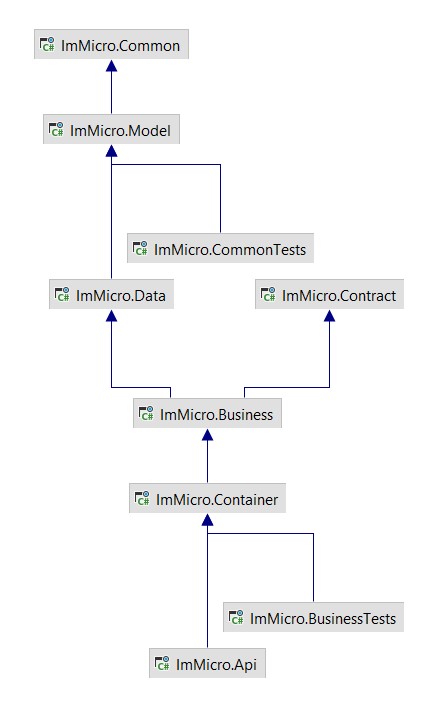 C# ImMicro.Common
C# ImMicro.Model
C# ImMicro.CommonTests
C# ImMicro.Data
C# ImMicro.Contract
C# ImMicro.Business
C# ImMicro.Container
C# ImMicro.BusinessTests
C# ImMicro.Api